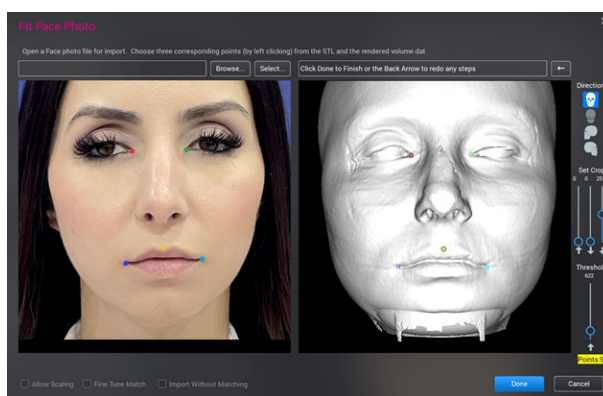 Fit Face Photo
Open a Face photo file for import. Choose three corresponding points (by left clicking) from the STL and the rendered volume dat
Browse... Select... Click Done to Finish or the Back Arrow to redo any steps
Direction
Set Crop
0 0
Threshold
622
Points:
Allow Scaling Fine Tune Match Import Without Matching Done Cancel